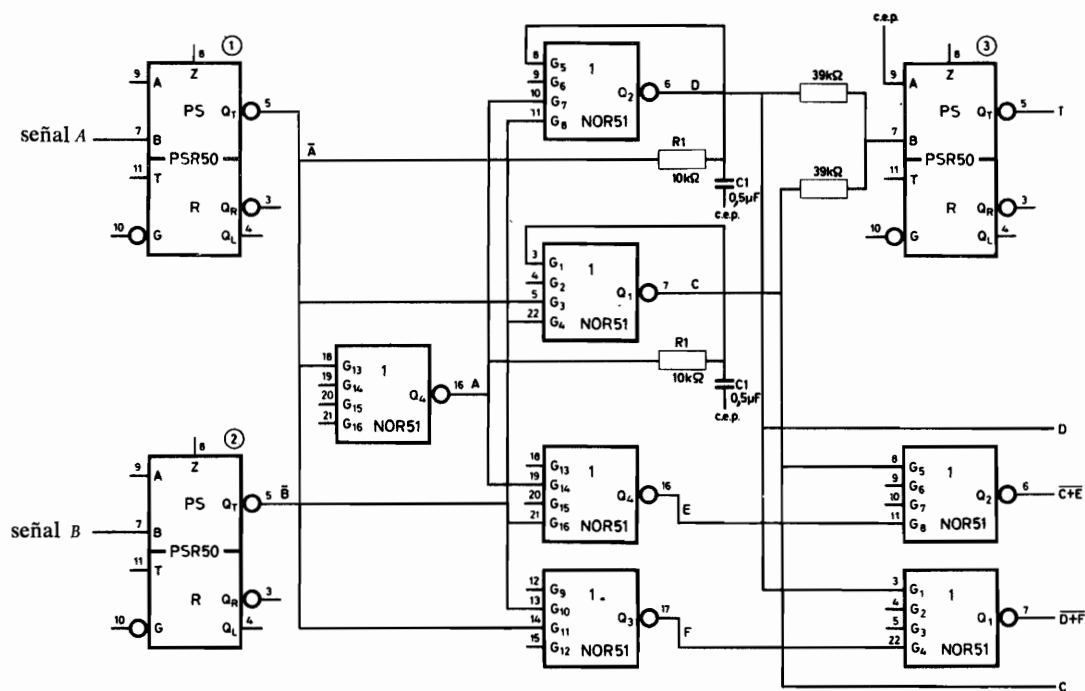 1
8
Z
9
A
PS
QT
5
señal A
7
B
PSR50
11
T
R
QR
3
10
G
QL
4
Ā
8
G5
9
G6
10
G7
11
G8
1
Q2
6
D
NOR51
R1
10kΩ
C1
0,5µF
c.e.p.
3
G1
4
G2
5
G3
22
G4
1
Q1
7
C
NOR51
R1
10kΩ
C1
0,5µF
c.e.p.
18
G13
19
G14
20
G15
21
G16
1
Q4
16
A
NOR51
c.e.p.
39kΩ
39kΩ
3
8
Z
9
A
PS
QT
5
T
7
B
PSR50
11
T
R
QR
3
10
G
QL
4
2
8
Z
9
A
PS
QT
5
B̄
señal B
7
B
PSR50
11
T
R
QR
3
10
G
QL
4
18
G13
19
G14
20
G15
21
G16
1
Q4
16
E
NOR51
12
G9
13
G10
14
G11
15
G12
1
Q3
17
F
NOR51
D
8
G5
9
G6
10
G7
11
G8
1
Q2
6
C̅+̅E̅
NOR51
3
G1
4
G2
5
G3
22
G4
1
Q1
7
D̅+̅F̅
NOR51
C